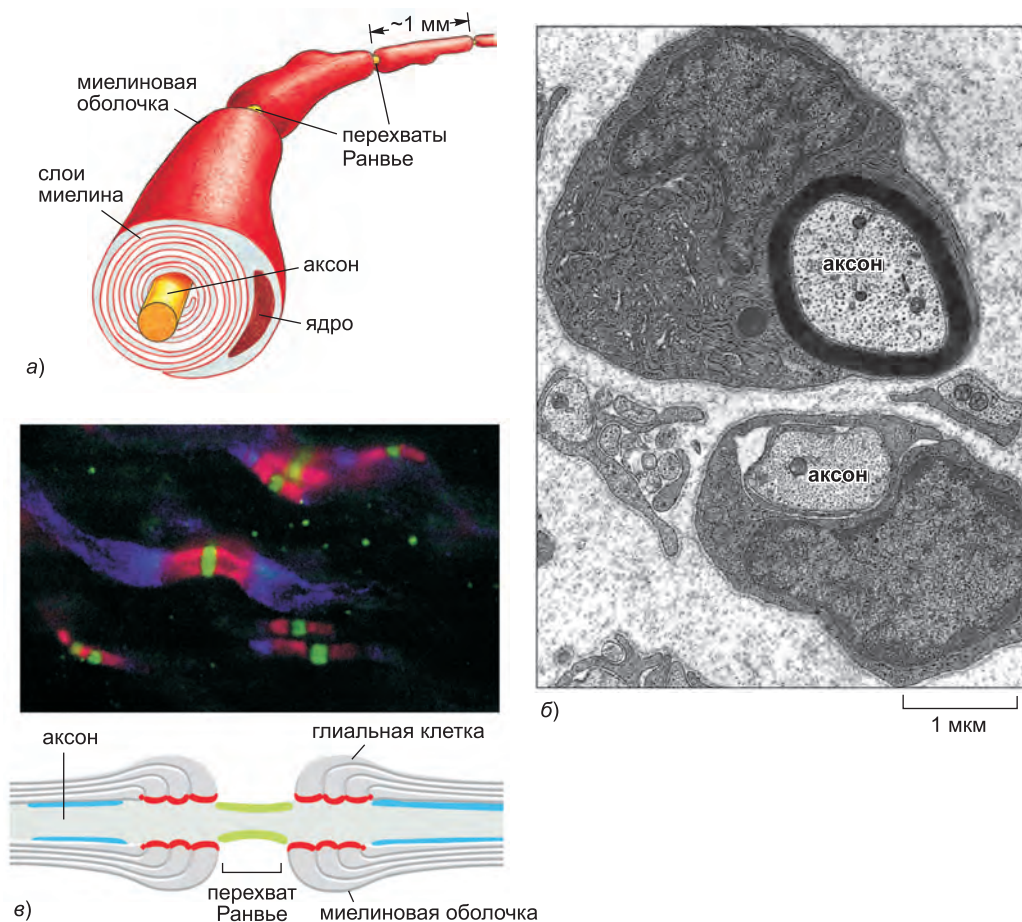 ~1 мм
миелиновая
оболочка
перехваты
Ранвье
слои
миелина
аксон
ядро
а)
аксон
аксон
б)
1 мкм
аксон
глиальная клетка
перехват
Ранвье
миелиновая оболочка
в)